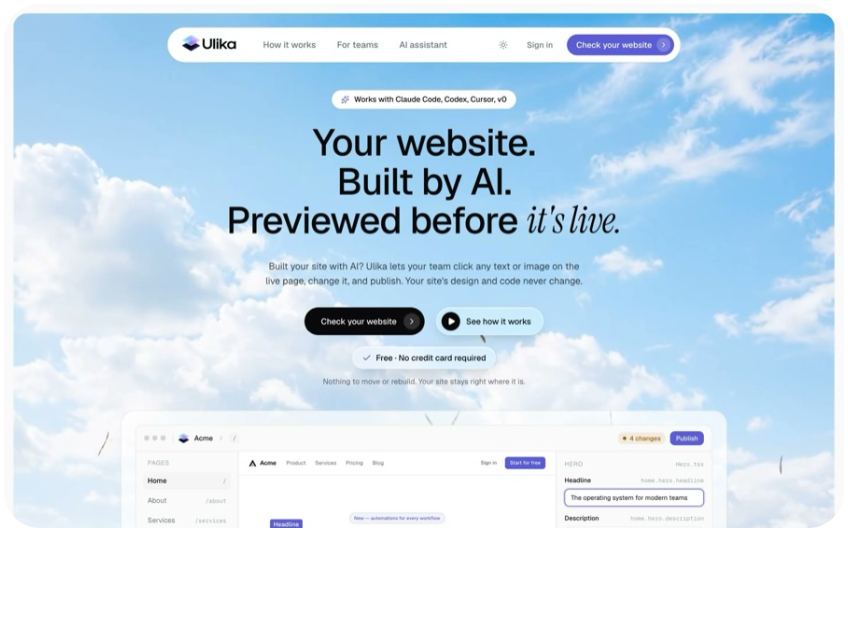 Ulika
How it works
For teams
AI assistant
Sign in
Check your website
Works with Claude Code, Codex, Cursor, v0
Your website.
Built by AI.
Previewed before it's live.
Built your site with AI? Ulika lets your team click any text or image on the
live page, change it, and publish. Your site's design and code never change.
Check your website
See how it works
Free · No credit card required
Nothing to move or rebuild. Your site stays right where it is.
Acme /
4 changes
Publish
PAGES
Home /
About /about
Services /services
Acme
Product
Services
Pricing
Blog
Sign in
Start for free
New — automations for every workflow
Headline
HERO Hero.tsx
Headline home.hero.headline
The operating system for modern teams
Description home.hero.description